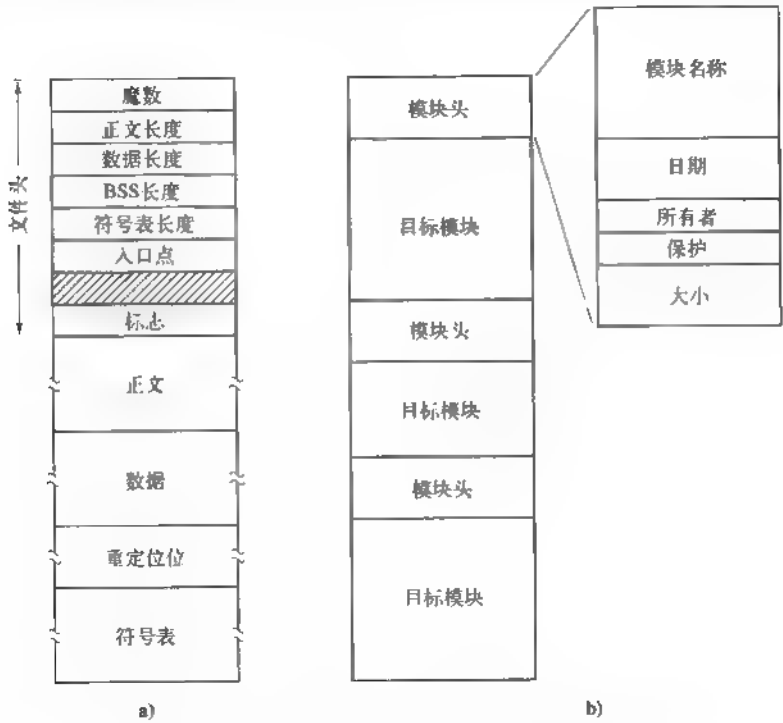 文件头
魔数
正文长度
数据长度
BSS长度
符号表长度
入口点
标志
正文
数据
重定位位
符号表
a)
模块头
目标模块
模块头
目标模块
模块头
目标模块
b)
模块名称
日期
所有者
保护
大小